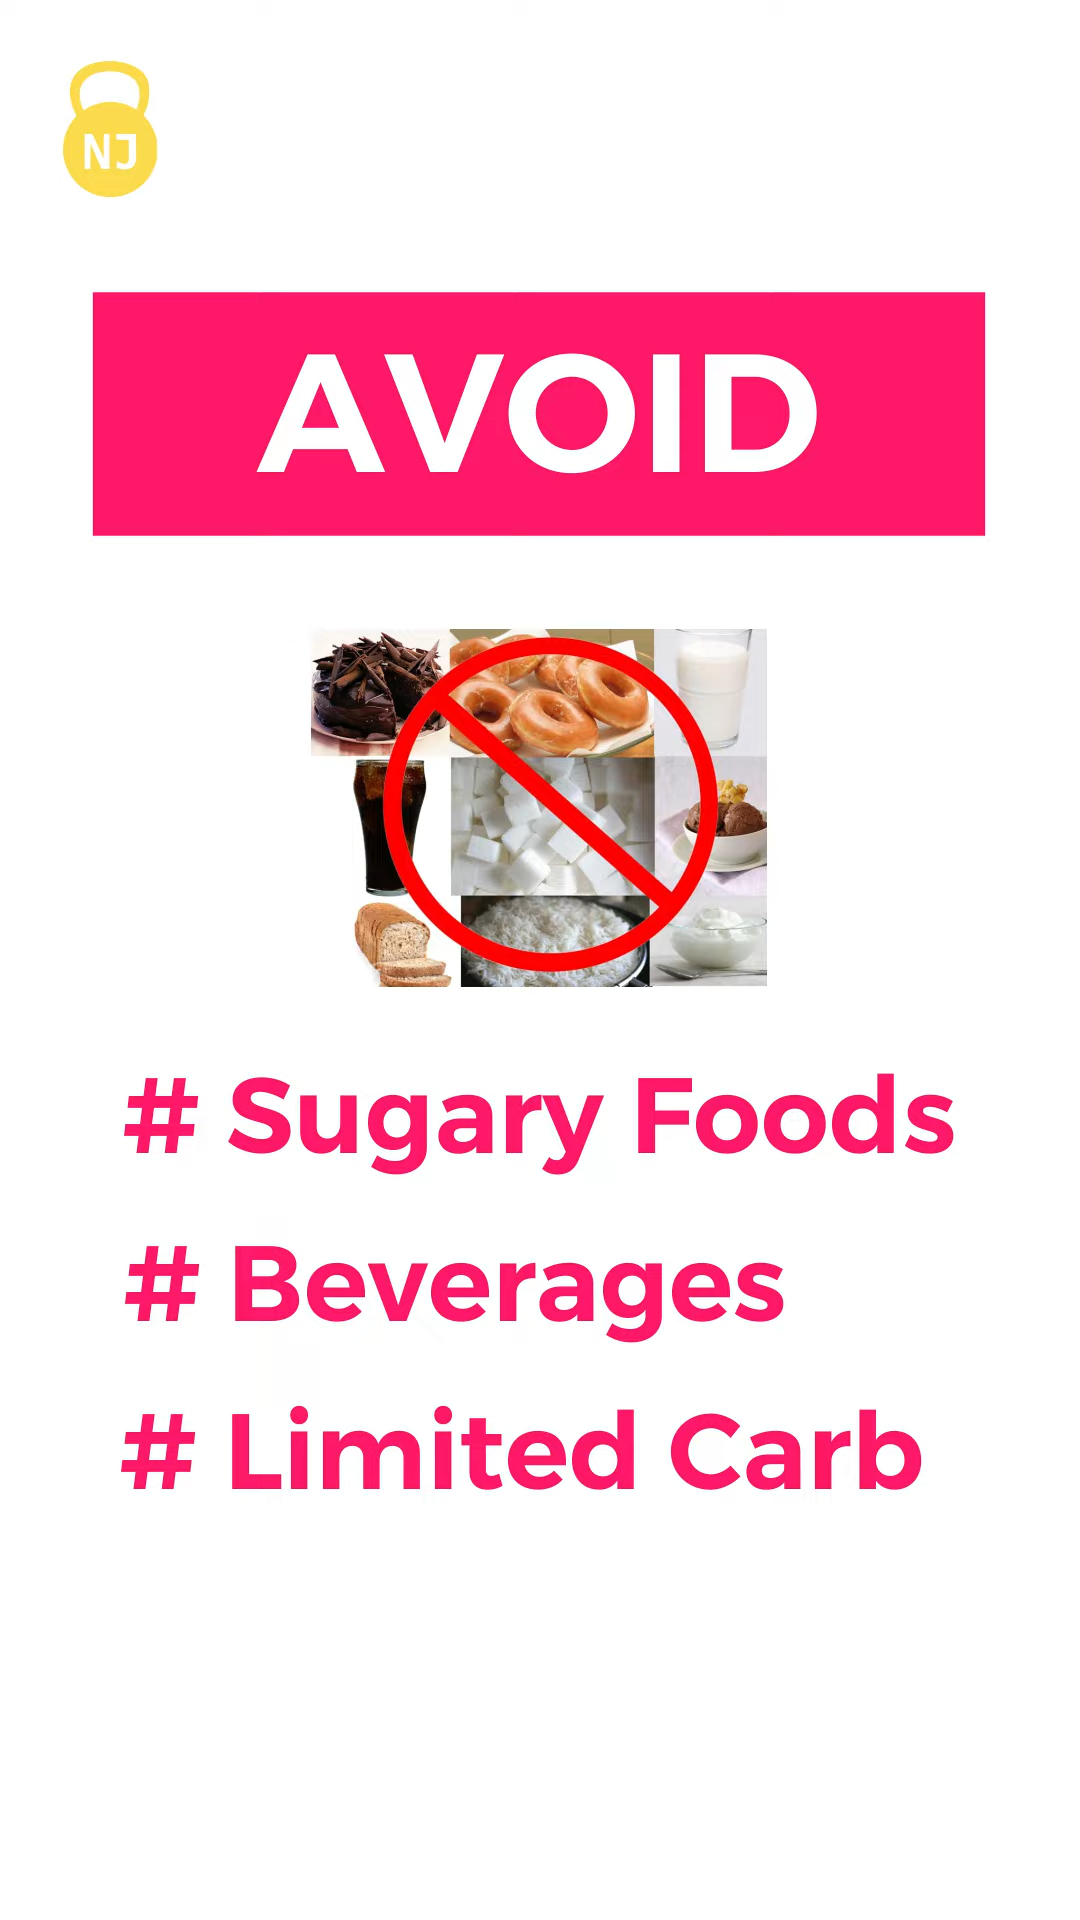 NJ
AVOID
# Sugary Foods
# Beverages
# Limited Carb